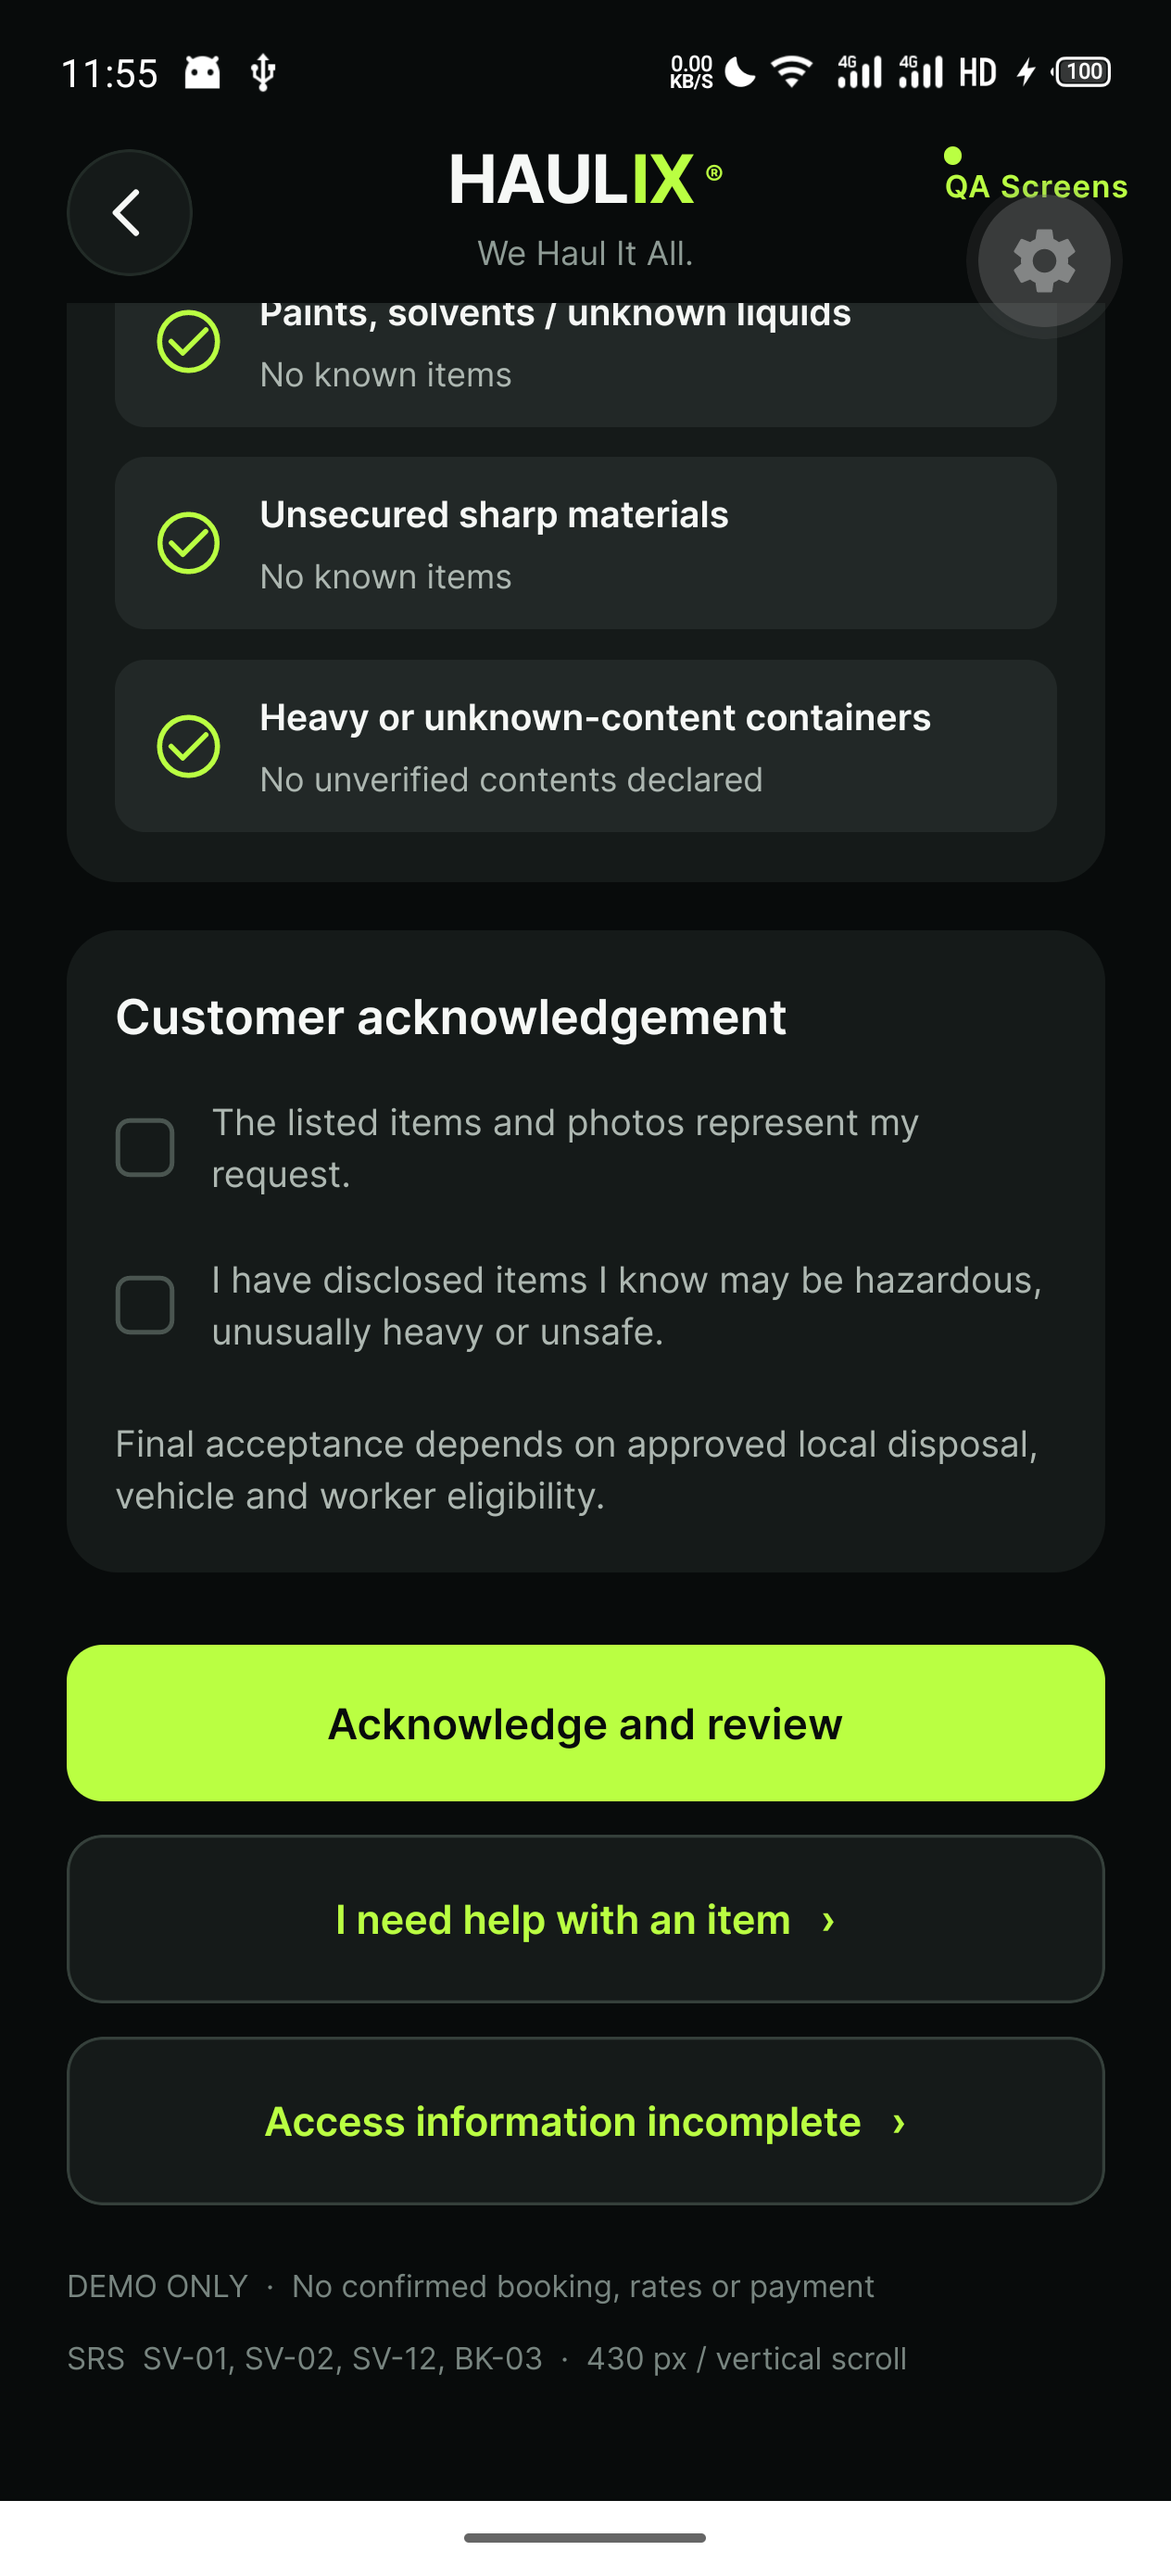 11:55
0.00
KB/S
4G
4G
HD
100
HAULIX®
QA Screens
We Haul It All.
Paints, solvents / unknown liquids
No known items
Unsecured sharp materials
No known items
Heavy or unknown-content containers
No unverified contents declared
Customer acknowledgement
The listed items and photos represent my
request.
I have disclosed items I know may be hazardous,
unusually heavy or unsafe.
Final acceptance depends on approved local disposal,
vehicle and worker eligibility.
Acknowledge and review
I need help with an item ›
Access information incomplete ›
DEMO ONLY · No confirmed booking, rates or payment
SRS SV-01, SV-02, SV-12, BK-03 · 430 px / vertical scroll